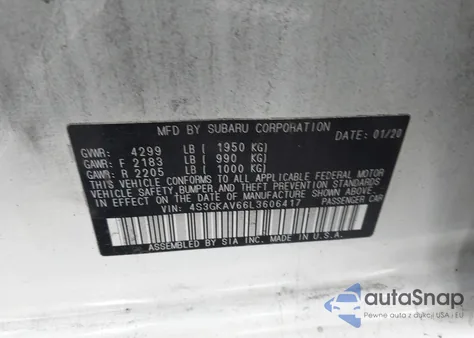 MFD BY SUBARU CORPORATION
DATE: 01/20
GVWR: 4299 LB ( 1950 KG)
GAWR: F 2183 LB ( 990 KG)
GAWR: R 2205 LB ( 1000 KG)
THIS VEHICLE CONFORMS TO ALL APPLICABLE FEDERAL MOTOR
VEHICLE SAFETY, BUMPER, AND THEFT PREVENTION STANDARDS
IN EFFECT ON THE DATE OF MANUFACTURE SHOWN ABOVE.
VIN: 4S3GKAV66L3606417 PASSENGER CAR
ASSEMBLED BY SIA INC. IN U.S.A.
autoSnap
Pewne auto z aukcji USA i EU